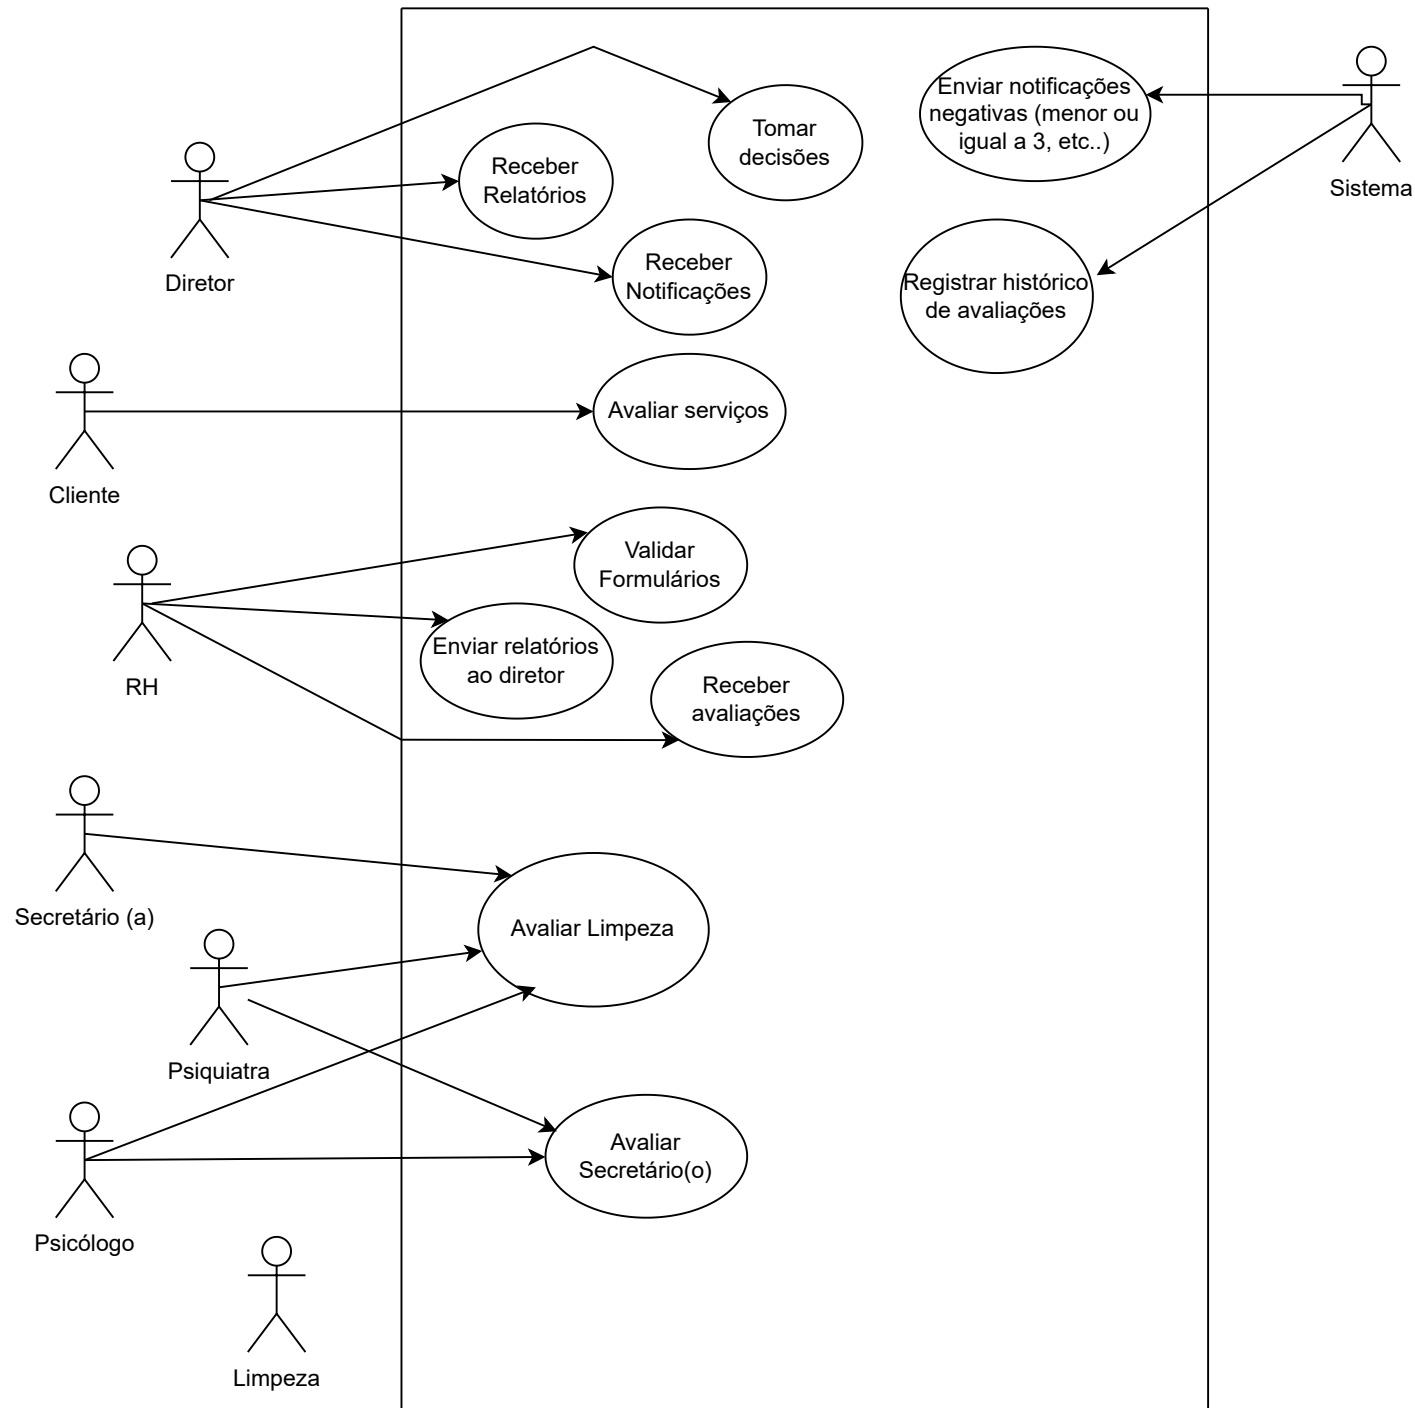 Enviar notificações
negativas (menor ou
igual a 3, etc..)
Tomar
decisões
Receber
Relatórios
Sistema
Diretor
Receber
Notificações
Registrar histórico
de avaliações
Avaliar serviços
Cliente
Validar
Formulários
RH
Enviar relatórios
ao diretor
Receber
avaliações
Secretário (a)
Avaliar Limpeza
Psiquiatra
Avaliar
Secretário(o)
Psicólogo
Limpeza